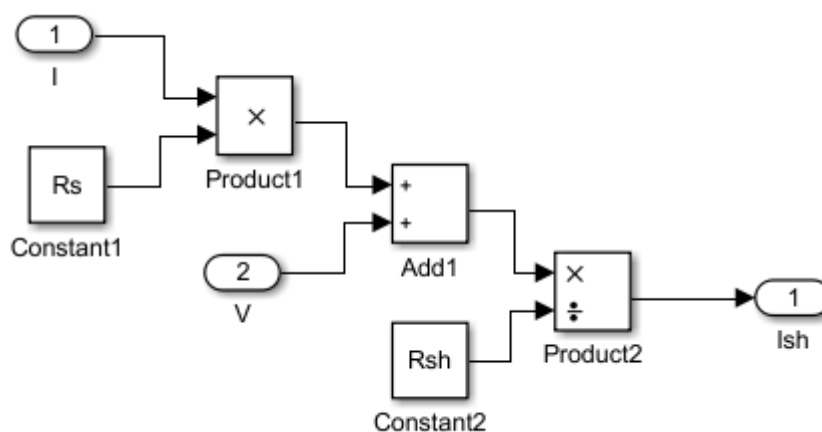 1
I
×
Product1
Rs
Constant1
+
+
Add1
2
V
×
÷
Product2
Rsh
Constant2
1
Ish